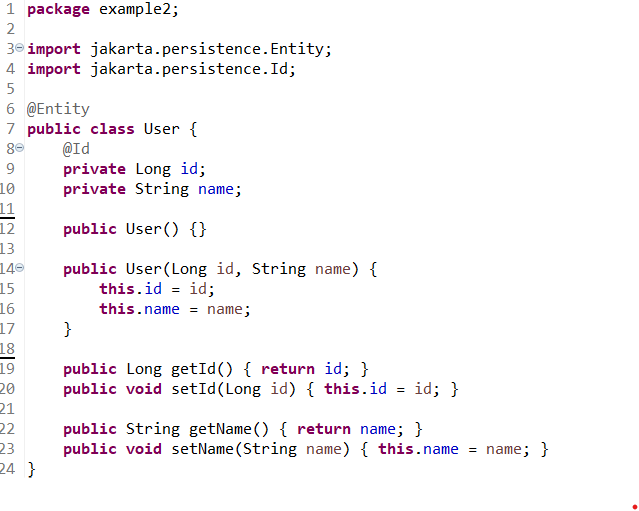 1 package example2;
2
3 import jakarta.persistence.Entity;
4 import jakarta.persistence.Id;
5
6 @Entity
7 public class User {
8     @Id
9     private Long id;
10     private String name;
11
12     public User() {}
13
14     public User(Long id, String name) {
15         this.id = id;
16         this.name = name;
17     }
18
19     public Long getId() { return id; }
20     public void setId(Long id) { this.id = id; }
21
22     public String getName() { return name; }
23     public void setName(String name) { this.name = name; }
24 }